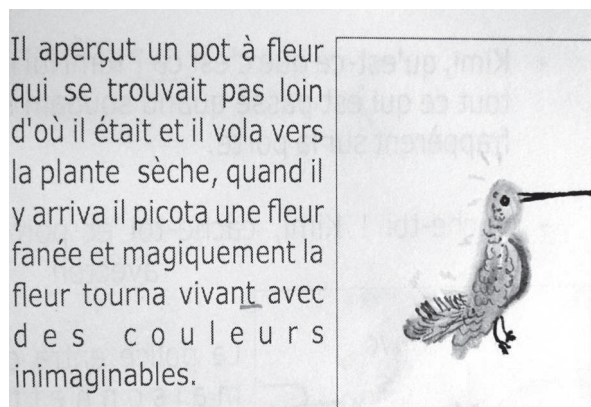 Il aperçut un pot à fleur
qui se trouvait pas loin
d'où il était et il vola vers
la plante sèche, quand il
y arriva il picota une fleur
fanée et magiquement la
fleur tourna vivant avec
des couleurs
inimaginables.